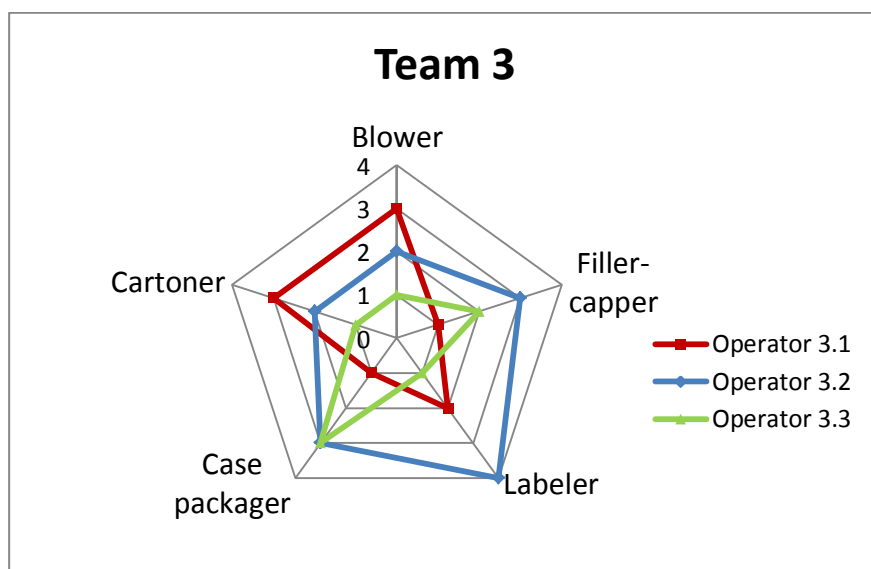 Team 3
Blower
4
3
2
1
0
Filler-
capper
Cartoner
Case
packager
Labeler
Operator 3.1
Operator 3.2
Operator 3.3